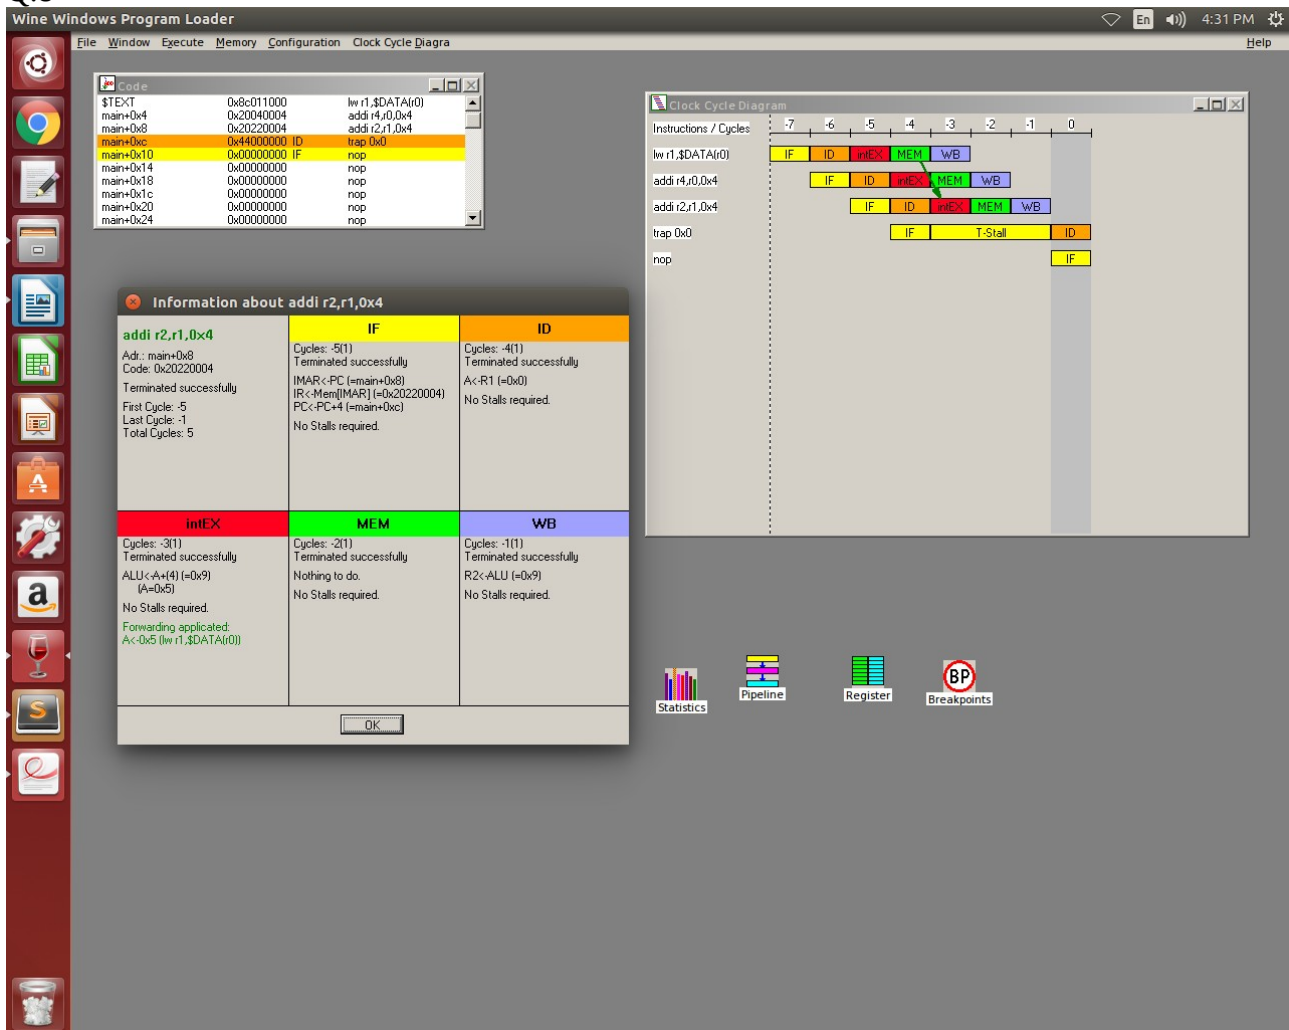 Wine Windows Program Loader
En 4:31 PM
File Window Execute Memory Configuration Clock Cycle Diagra Help
Code
$TEXT 0x8c011000 lw r1,$DATA(r0)
main+0x4 0x20040004 addi r4,r0,0x4
main+0x8 0x20220004 addi r2,r1,0x4
main+0xc 0x44000000 ID trap 0x0
main+0x10 0x00000000 IF nop
main+0x14 0x00000000 nop
main+0x18 0x00000000 nop
main+0x1c 0x00000000 nop
main+0x20 0x00000000 nop
main+0x24 0x00000000 nop
Clock Cycle Diagram
Instructions / Cycles -7 -6 -5 -4 -3 -2 -1 0
lw r1,$DATA(r0) IF ID intEX MEM WB
addi r4,r0,0x4 IF ID intEX MEM WB
addi r2,r1,0x4 IF ID intEX MEM WB
trap 0x0 IF T-Stall ID
nop IF
Information about addi r2,r1,0x4
addi r2,r1,0x4
Adr.: main+0x8
Code: 0x20220004
Terminated successfully
First Cycle: -5
Last Cycle: -1
Total Cycles: 5
IF
Cycles: -5(1)
Terminated successfully
IMAR<-PC (=main+0x8)
IR<-Mem[IMAR] (=0x20220004)
PC<-PC+4 (=main+0xc)
No Stalls required.
ID
Cycles: -4(1)
Terminated successfully
A<-R1 (=0x0)
No Stalls required.
intEX
Cycles: -3(1)
Terminated successfully
ALU<-A+(4) (=0x9)
(A=0x5)
No Stalls required.
Forwarding applicated:
A<-0x5 (lw r1,$DATA(r0))
MEM
Cycles: -2(1)
Terminated successfully
Nothing to do.
No Stalls required.
WB
Cycles: -1(1)
Terminated successfully
R2<-ALU (=0x9)
No Stalls required.
OK
Statistics
Pipeline
Register
BP
Breakpoints